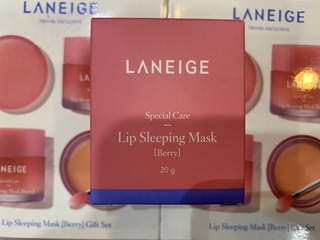 LANEIGE
TRAVEL EXCLUSIVE
LANEIGE
TRAVEL EXCLUSIVE
LANEIGE
Special Care
Lip Sleeping Mask
[Berry]
20 g
NEIGE
Lip Sleeping Mask [Berry] Gift Set
Lip Sleeping Mask [Berry] Gift